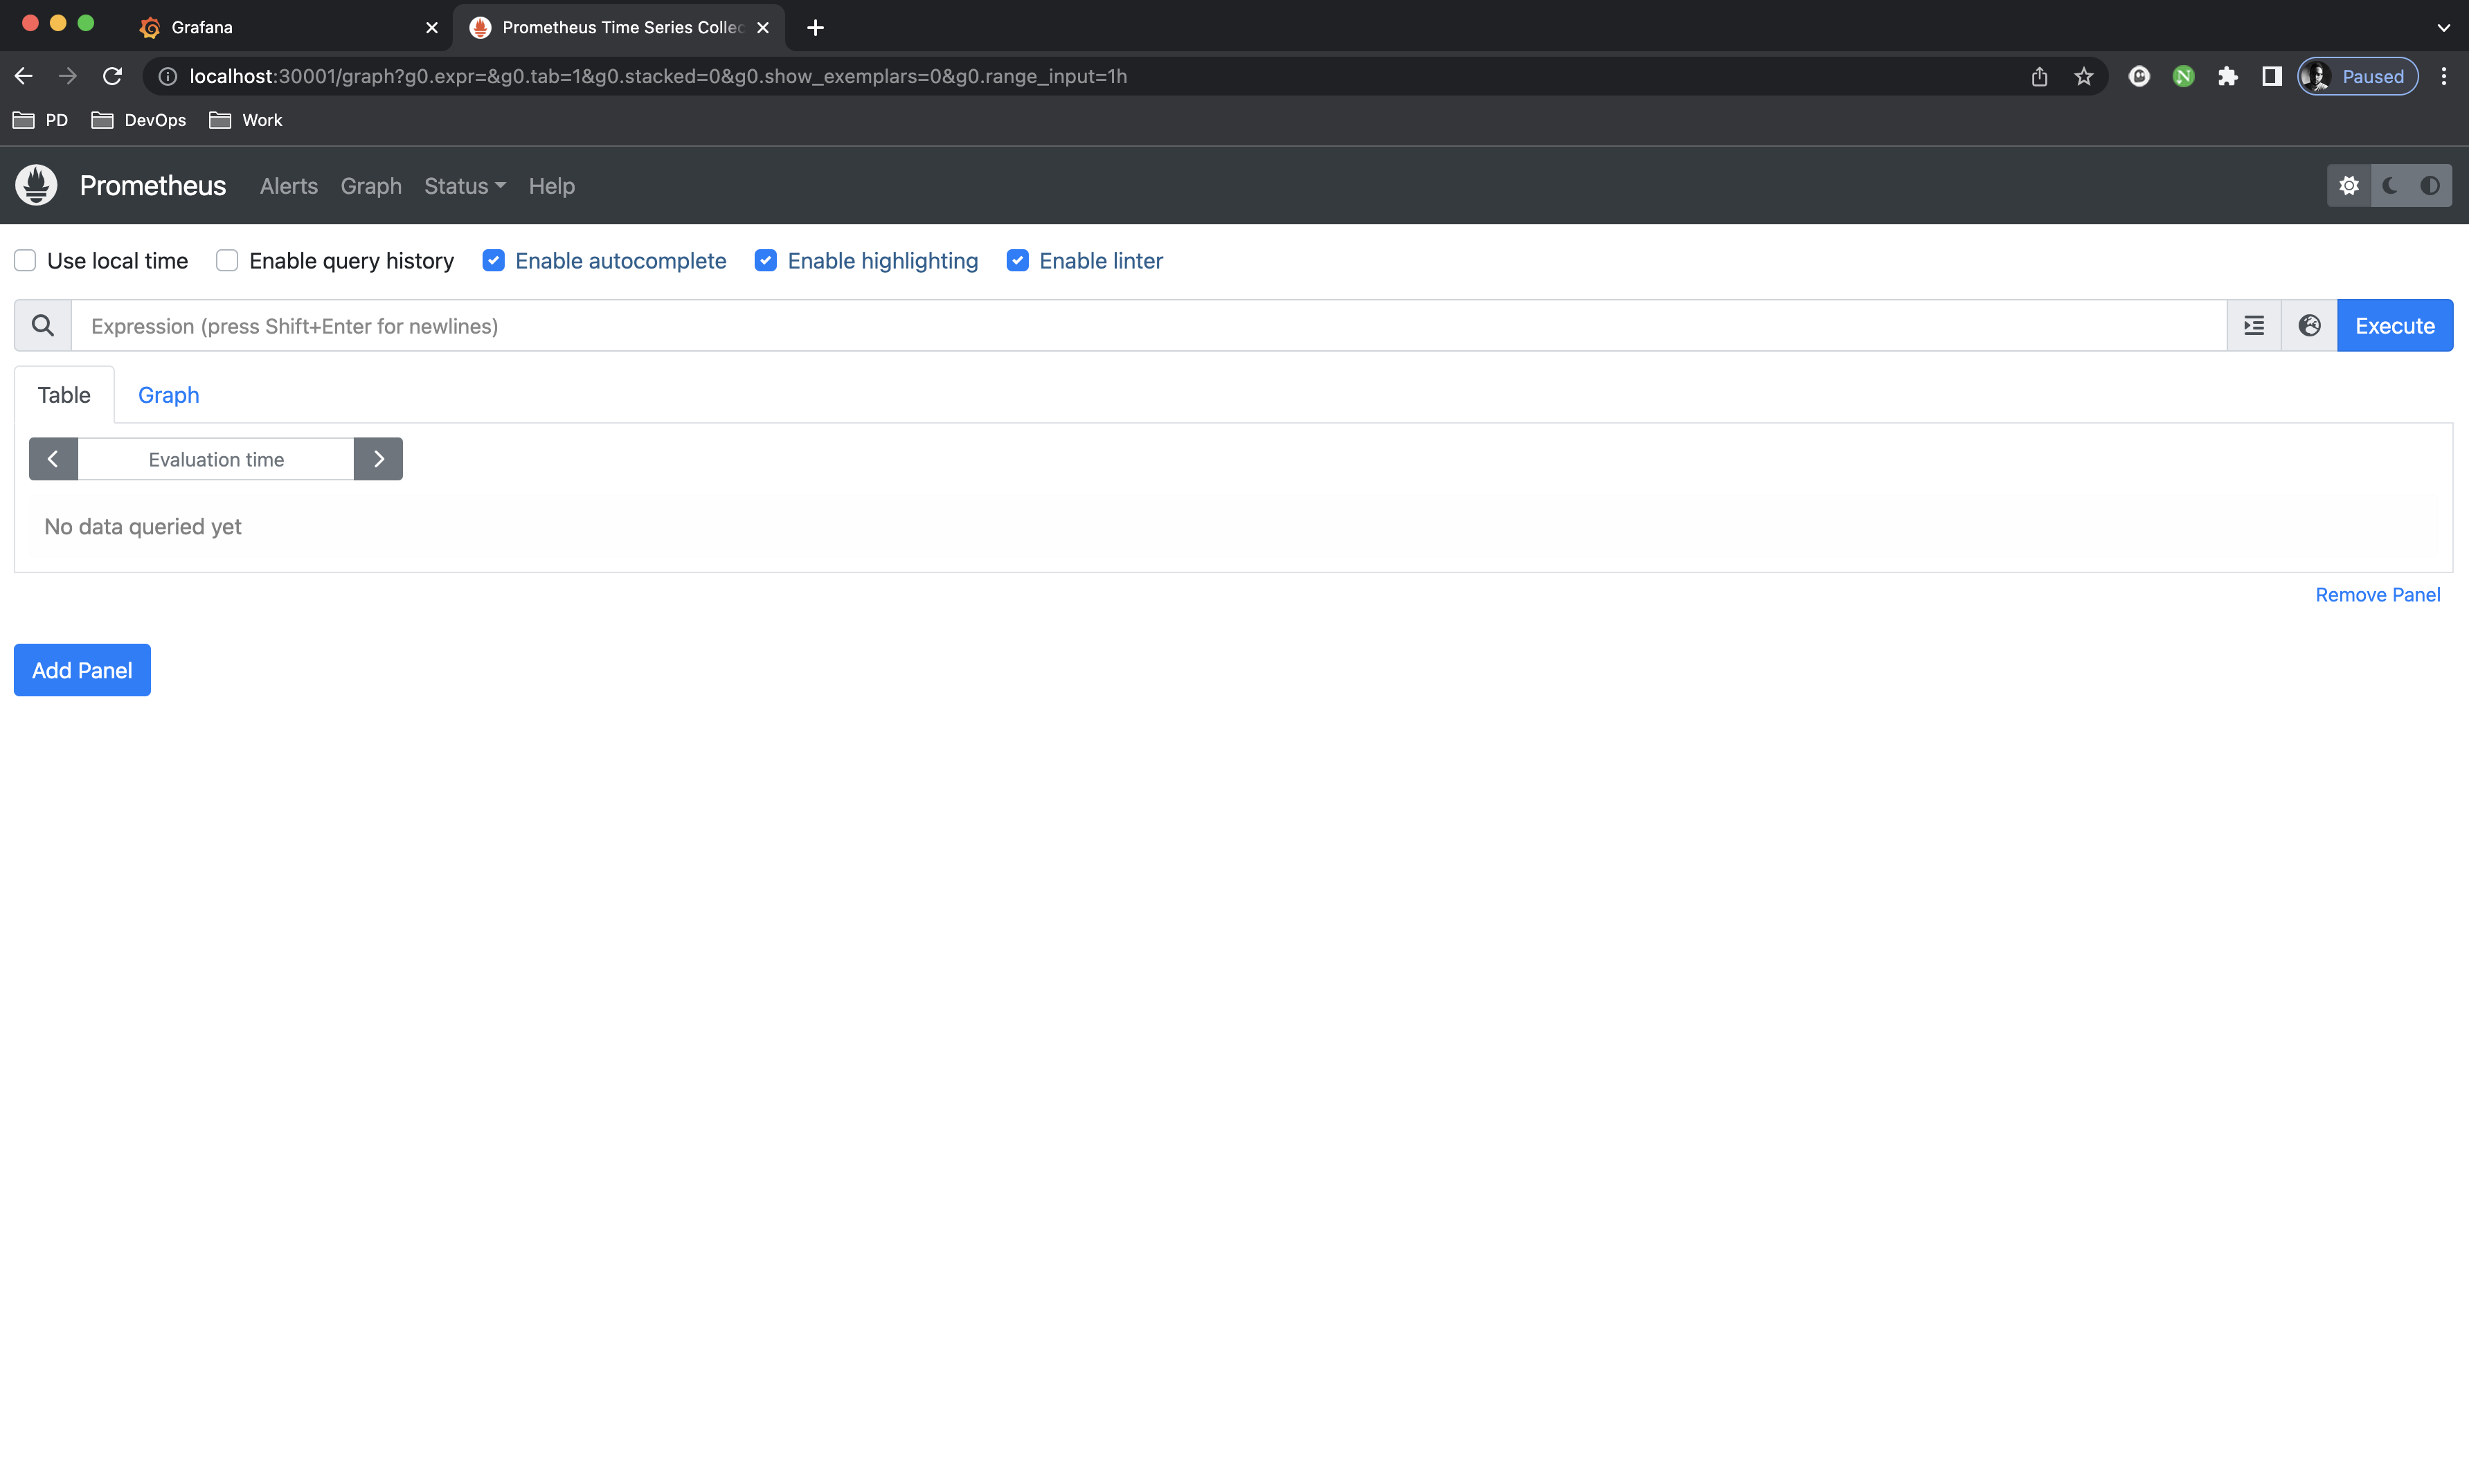 Grafana
Prometheus Time Series Collec
localhost:30001/graph?g0.expr=&g0.tab=1&g0.stacked=0&g0.show_exemplars=0&g0.range_input=1h
Paused
PD DevOps Work
Prometheus Alerts Graph Status Help
Use local time Enable query history Enable autocomplete Enable highlighting Enable linter
Expression (press Shift+Enter for newlines) Execute
Table Graph
Evaluation time
No data queried yet
Remove Panel
Add Panel